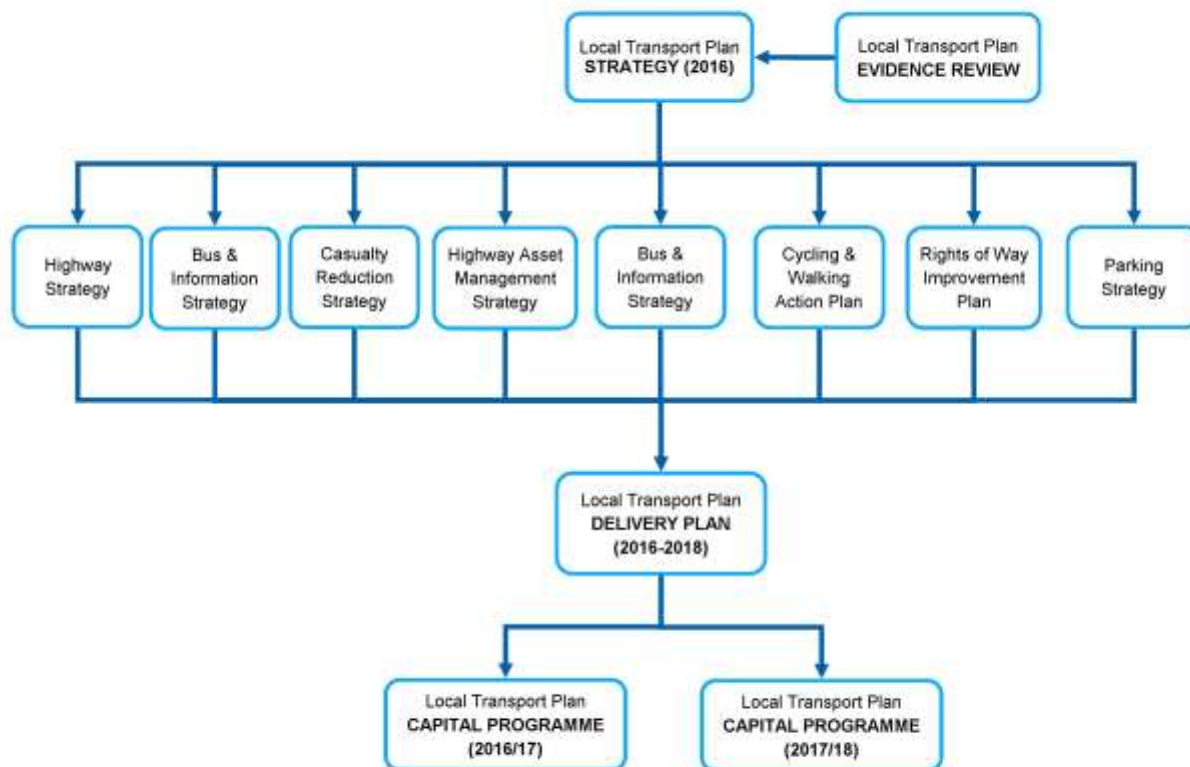 Local Transport Plan
STRATEGY (2016)
Local Transport Plan
EVIDENCE REVIEW
Highway
Strategy
Bus &
Information
Strategy
Casualty
Reduction
Strategy
Highway Asset
Management
Strategy
Bus &
Information
Strategy
Cycling &
Walking
Action Plan
Rights of Way
Improvement
Plan
Parking
Strategy
Local Transport Plan
DELIVERY PLAN
(2016-2018)
Local Transport Plan
CAPITAL PROGRAMME
(2016/17)
Local Transport Plan
CAPITAL PROGRAMME
(2017/18)